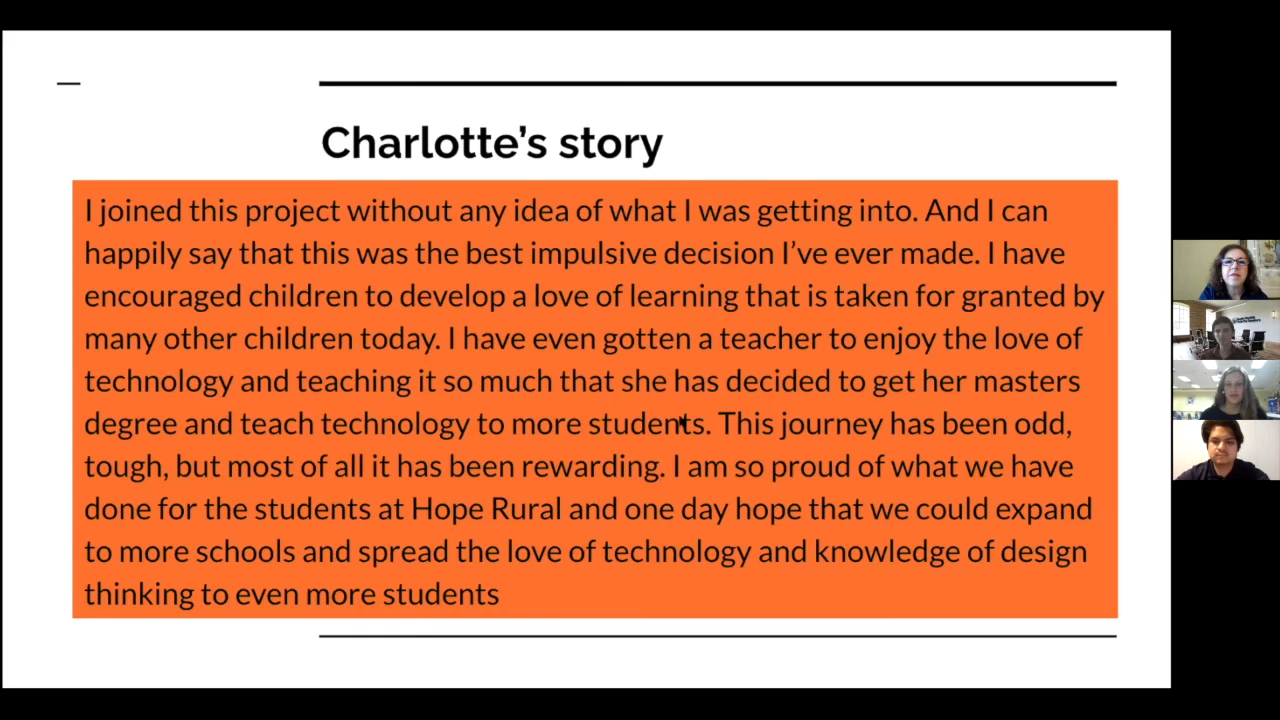 Charlotte’s story
I joined this project without any idea of what I was getting into. And I can
happily say that this was the best impulsive decision I’ve ever made. I have
encouraged children to develop a love of learning that is taken for granted by
many other children today. I have even gotten a teacher to enjoy the love of
technology and teaching it so much that she has decided to get her masters
degree and teach technology to more students. This journey has been odd,
tough, but most of all it has been rewarding. I am so proud of what we have
done for the students at Hope Rural and one day hope that we could expand
to more schools and spread the love of technology and knowledge of design
thinking to even more students